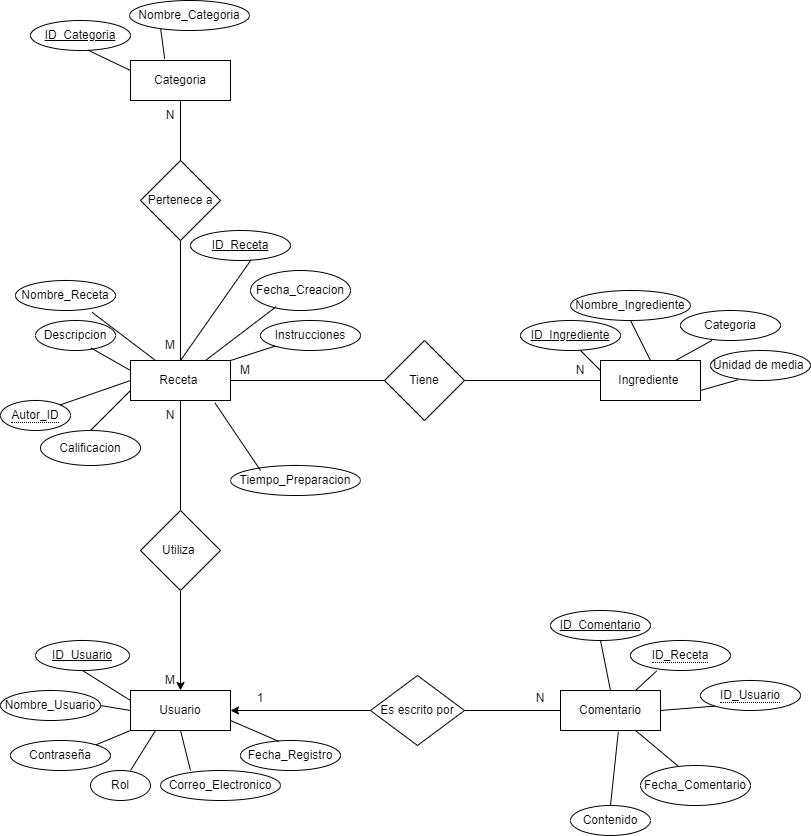 Nombre_Categoria
ID_Categoria
Categoria
N
Pertenece a
ID_Receta
Nombre_Receta
Fecha_Creacion
Descripcion
Instrucciones
M
Receta
M
Autor_ID
N
Calificacion
Tiempo_Preparacion
Tiene
Nombre_Ingrediente
ID_Ingrediente
Categoria
Unidad de media
N
Ingrediente
Utiliza
ID_Usuario
M
Nombre_Usuario
Usuario
1
Contraseña
Rol
Correo_Electronico
Fecha_Registro
Es escrito por
N
ID_Comentario
ID_Receta
ID_Usuario
Comentario
Fecha_Comentario
Contenido